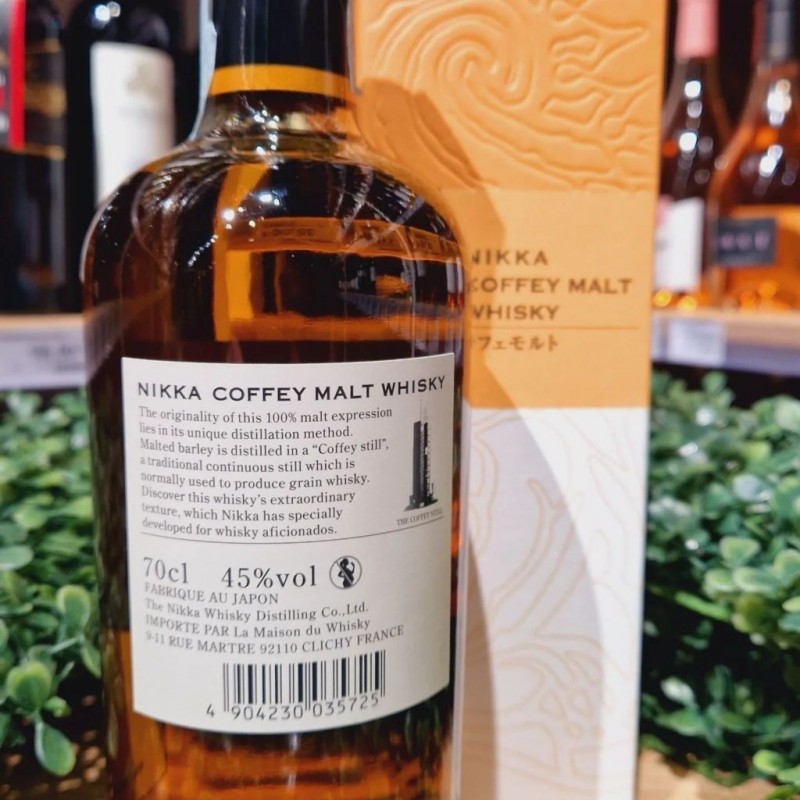 NIKKA
COFFEY MALT
WHISKY
フェモルト
NIKKA COFFEY MALT WHISKY
The originality of this 100% malt expression
lies in its unique distillation method.
Malted barley is distilled in a “Coffey still”,
a traditional continuous still which is
normally used to produce grain whisky.
Discover this whisky’s extraordinary
texture, which Nikka has specially
developed for whisky aficionados.
THE COFFEY STILL
70cl 45%vol
FABRIQUE AU JAPON
The Nikka Whisky Distilling Co.,Ltd.
IMPORTE PAR La Maison du Whisky
9-11 RUE MARTRE 92110 CLICHY FRANCE
4 904230 035725